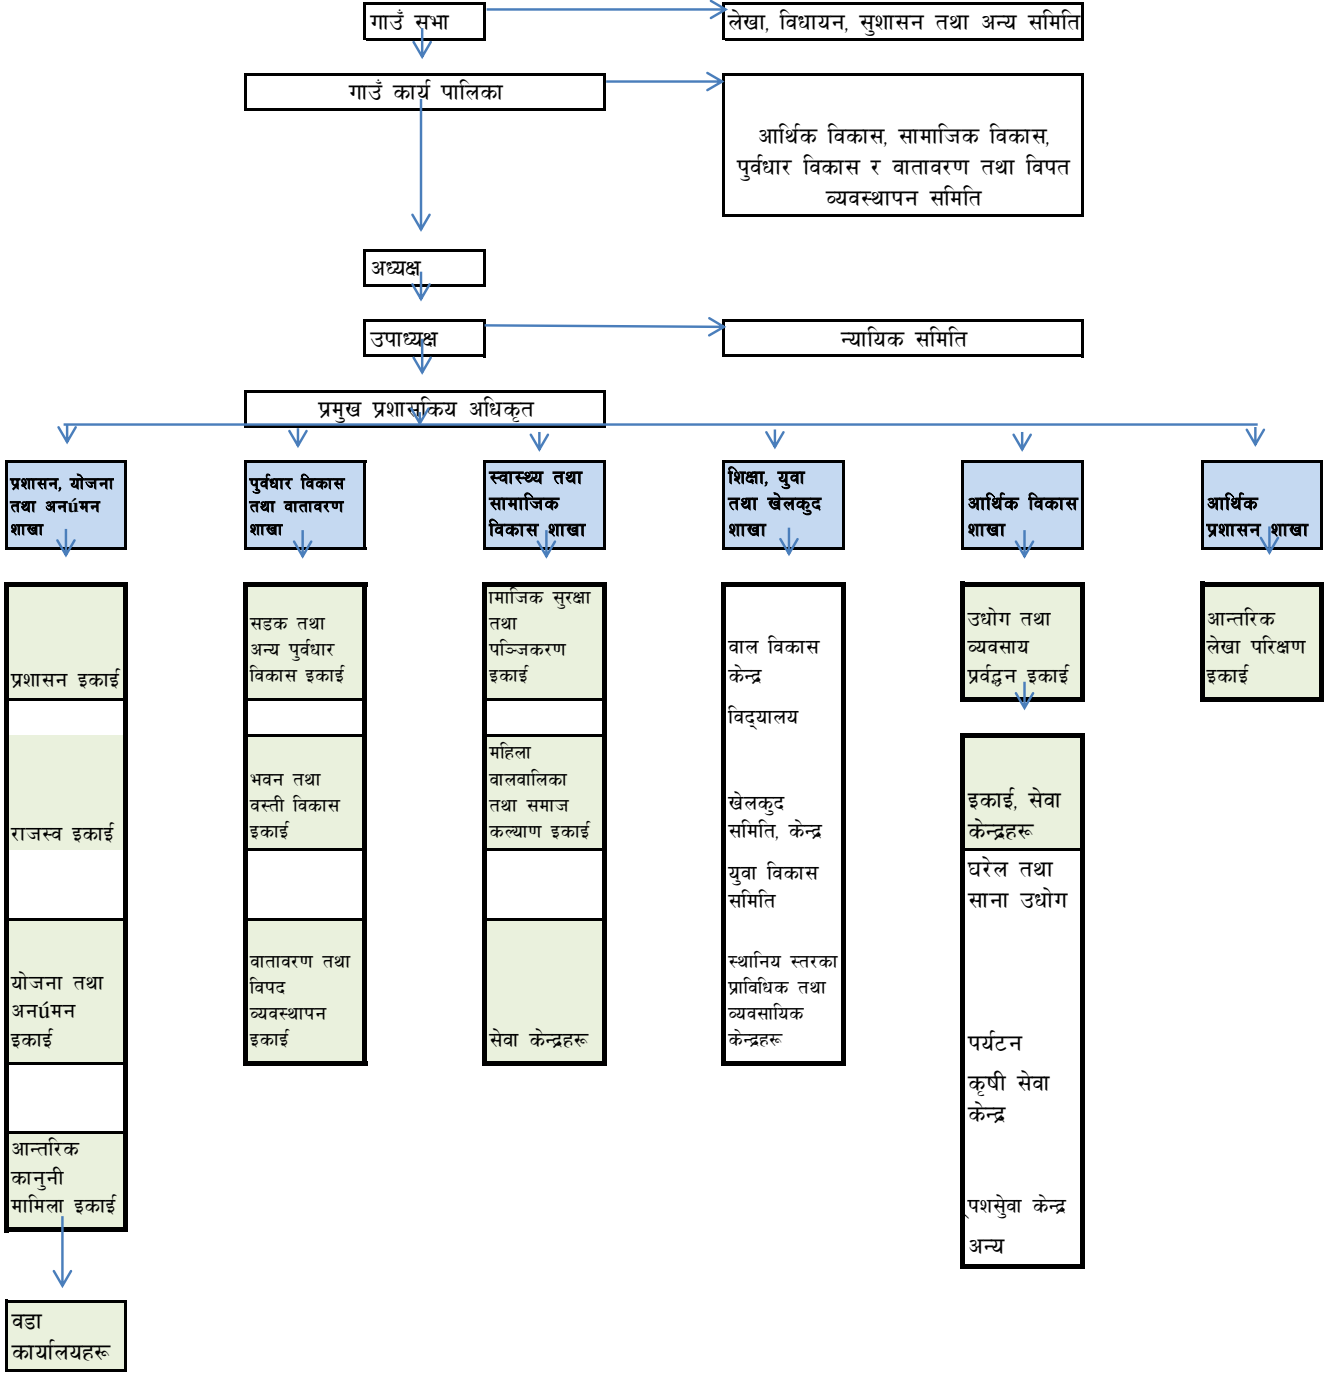 गाउँ सभा
लेखा, विधायन, सुशासन तथा अन्य समिति
गाउँ कार्य पालिका
आर्थिक विकास, सामाजिक विकास,
पुर्वधार विकास र वातावरण तथा विपत
व्यवस्थापन समिति
अध्यक्ष
उपाध्यक्ष
न्यायिक समिति
प्रमुख प्रशासकिय अधिकृत
प्रशासन, योजना
तथा अनúमन
शाखा
पुर्वधार विकास
तथा वातावरण
शाखा
स्वास्थ्य तथा
सामाजिक
विकास शाखा
शिक्षा, युवा
तथा खेलकुद
शाखा
आर्थिक विकास
शाखा
आर्थिक
प्रशासन शाखा
प्रशासन इकाई
राजस्व इकाई
योजना तथा
अनúमन
इकाई
आन्तरिक
कानुनी
मामिला इकाई
वडा
कार्यालयहरू
सडक तथा
अन्य पुर्वधार
विकास इकाई
भवन तथा
वस्ती विकास
इकाई
वातावरण तथा
विपद
व्यवस्थापन
इकाई
ामाजिक सुरक्षा
तथा
पञ्जिकरण
इकाई
महिला
वालवालिका
तथा समाज
कल्याण इकाई
सेवा केन्द्रहरू
वाल विकास
केन्द्र
विद्यालय
खेलकुद
समिति, केन्द्र
युवा विकास
समिति
स्थानिय स्तरका
प्राविधिक तथा
व्यवसायिक
केन्द्रहरू
उधोग तथा
व्यवसाय
प्रर्वद्धन इकाई
इकाई, सेवा
केन्द्रहरू
घरेल तथा
साना उधोग
पर्यटन
कृषी सेवा
केन्द्र
पशसुेवा केन्द्र
अन्य
आन्तरिक
लेखा परिक्षण
इकाई